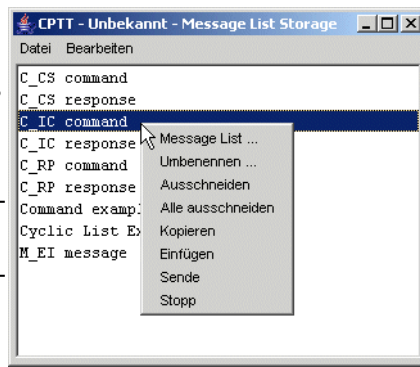 CPTT - Unbekannt - Message List Storage
Datei Bearbeiten
C_CS command
C_CS response
C_IC command
C_IC response
C_RP command
C_RP response
Command examp
Cyclic List Ex
M_EI message
Message List ...
Umbenennen ...
Ausschneiden
Alle ausschneiden
Kopieren
Einfügen
Sende
Stopp